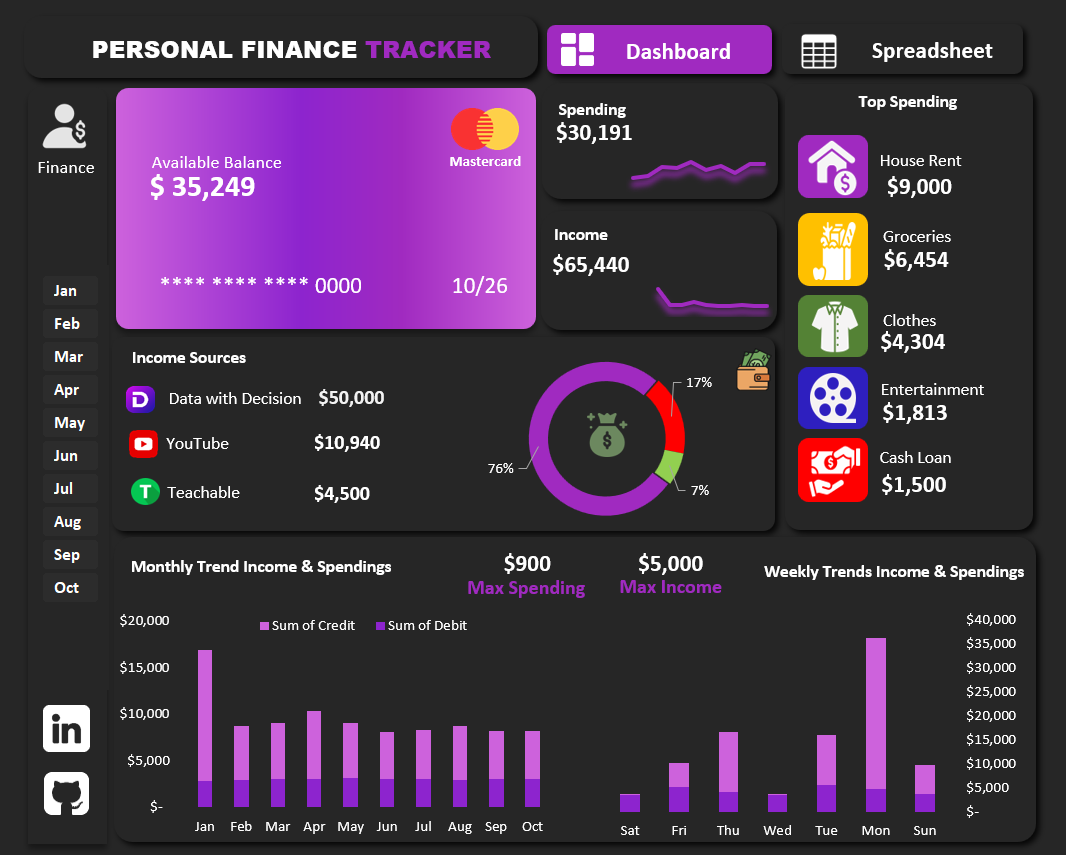 PERSONAL FINANCE TRACKER
Dashboard
Spreadsheet
Finance
Jan
Feb
Mar
Apr
May
Jun
Jul
Aug
Sep
Oct
in
Available Balance
$ 35,249
Mastercard
**** **** **** 0000
10/26
Spending
$30,191
Income
$65,440
Top Spending
House Rent
$9,000
Groceries
$6,454
Clothes
$4,304
Entertainment
$1,813
Cash Loan
$1,500
Income Sources
D Data with Decision $50,000
YouTube $10,940
T Teachable $4,500
17%
76%
7%
Monthly Trend Income & Spendings
$900
Max Spending
$5,000
Max Income
Sum of Credit Sum of Debit
$20,000
$15,000
$10,000
$5,000
$-
Jan Feb Mar Apr May Jun Jul Aug Sep Oct
Weekly Trends Income & Spendings
$40,000
$35,000
$30,000
$25,000
$20,000
$15,000
$10,000
$5,000
$-
Sat Fri Thu Wed Tue Mon Sun